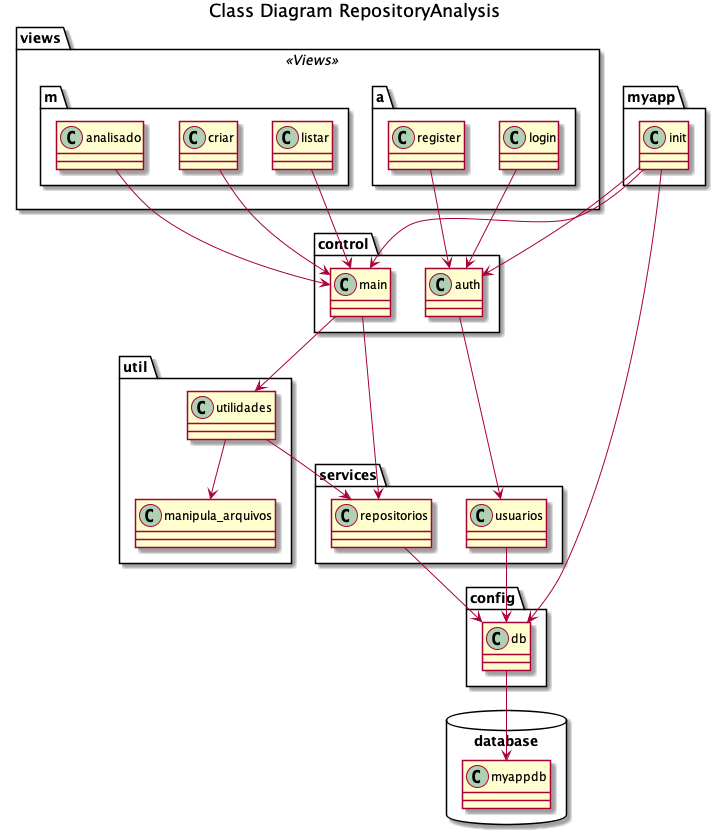 Class Diagram RepositoryAnalysis
views
«Views»
m
a
myapp
C analisado
C criar
C listar
C register
C login
C init
control
C main
C auth
util
C utilidades
services
C manipula_arquivos
C repositorios
C usuarios
config
C db
database
C myappdb